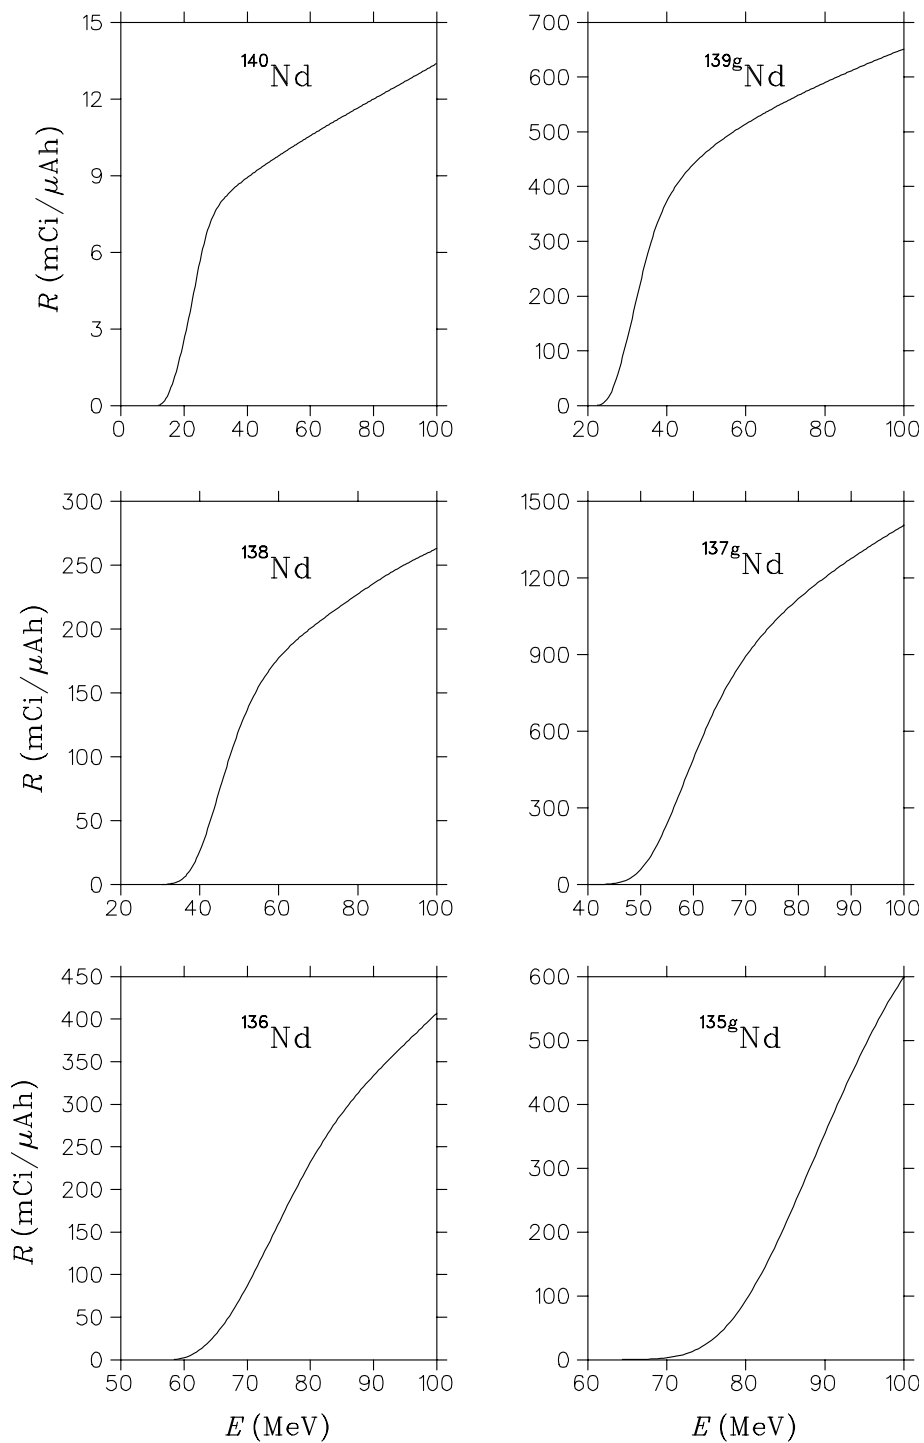 15
12
9
6
3
0
R (mCi/μAh)
¹⁴⁰Nd
0 20 40 60 80 100
700
600
500
400
300
200
100
0
¹³⁹ᵍNd
20 40 60 80 100
300
250
200
150
100
50
0
R (mCi/μAh)
¹³⁸Nd
20 40 60 80 100
1500
1200
900
600
300
0
¹³⁷ᵍNd
40 50 60 70 80 90 100
450
400
350
300
250
200
150
100
50
0
R (mCi/μAh)
¹³⁶Nd
50 60 70 80 90 100
E (MeV)
600
500
400
300
200
100
0
¹³⁵ᵍNd
60 70 80 90 100
E (MeV)